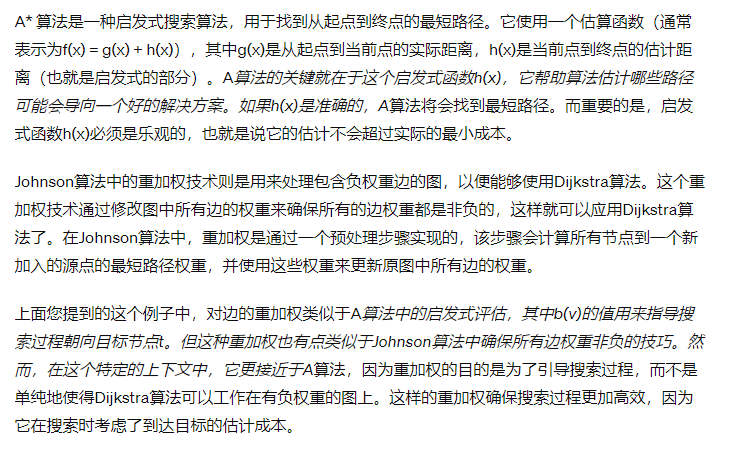 A* 算法是一种启发式搜索算法，用于找到从起点到终点的最短路径。它使用一个估算函数（通常
表示为f(x) = g(x) + h(x)），其中g(x)是从起点到当前点的实际距离，h(x)是当前点到终点的估计距
离（也就是启发式的部分）。A算法的关键就在于这个启发式函数h(x)，它帮助算法估计哪些路径
可能会导向一个好的解决方案。如果h(x)是准确的，A算法将会找到最短路径。而重要的是，启发
式函数h(x)必须是乐观的，也就是说它的估计不会超过实际的最小成本。
Johnson算法中的重加权技术则是用来处理包含负权重边的图，以便能够使用Dijkstra算法。这个重
加权技术通过修改图中所有边的权重来确保所有的边权重都是非负的，这样就可以应用Dijkstra算
法了。在Johnson算法中，重加权是通过一个预处理步骤实现的，该步骤会计算所有节点到一个新
加入的源点的最短路径权重，并使用这些权重来更新原图中所有边的权重。
上面您提到的这个例子中，对边的重加权类似于A算法中的启发式评估，其中b(v)的值用来指导搜
索过程朝向目标节点t。但这种重加权也有点类似于Johnson算法中确保所有边权重非负的技巧。然
而，在这个特定的上下文中，它更接近于A算法，因为重加权的目的是为了引导搜索过程，而不是
单纯地使得Dijkstra算法可以工作在有负权重的图上。这样的重加权确保搜索过程更加高效，因为
它在搜索时考虑了到达目标的估计成本。